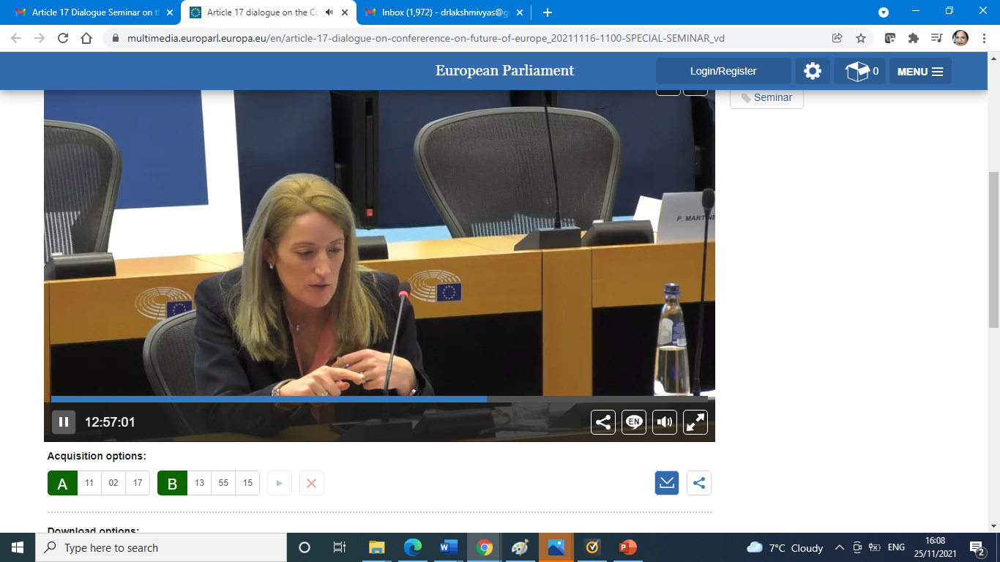 Article 17 Dialogue Seminar on t
Article 17 dialogue on the Co
Inbox (1,972) - drlakshmivyas@g
multimedia.europarl.europa.eu/en/article-17-dialogue-on-confererence-on-future-of-europe_20211116-1100-SPECIAL-SEMINAR_vd
European Parliament
Login/Register
0
MENU
Seminar
P. MARTINE
12:57:01
EN
Acquisition options:
A 11 02 17 B 13 55 15
Download options:
Type here to search
7°C Cloudy
ENG
16:08
25/11/2021
2